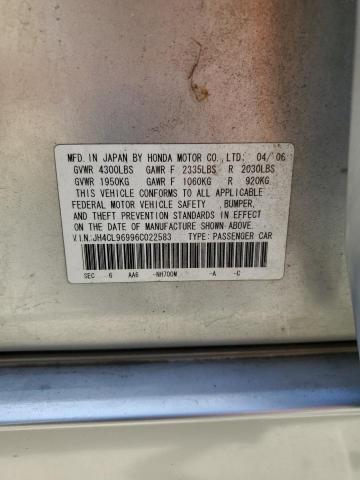 MFD. IN JAPAN BY HONDA MOTOR CO., LTD. 04/ 06
GVWR 4300LBS GAWR F 2335LBS R 2030LBS
GVWR 1950KG GAWR F 1060KG R 920KG
THIS VEHICLE CONFORMS TO ALL APPLICABLE
FEDERAL MOTOR VEHICLE SAFETY ,BUMPER,
AND THEFT PREVENTION STANDARDS IN EFFECT
ON THE DATE OF MANUFACTURE SHOWN ABOVE.
V.I.N.:JH4CL96996C022583 TYPE: PASSENGER CAR
SEC 6 AA6 -NH700M -A -C